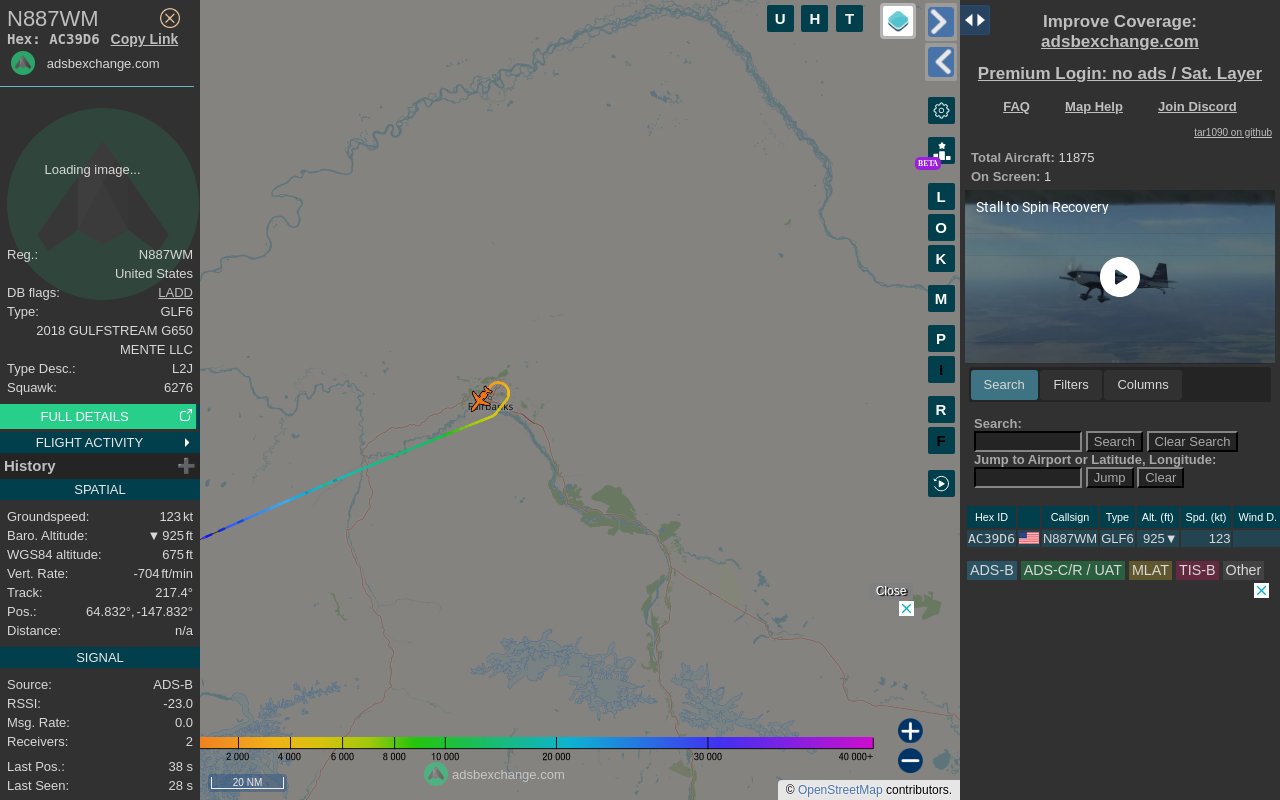 N887WM
Hex: AC39D6 Copy Link
adsbexchange.com
Loading image...
Reg.: N887WM
United States
DB flags: LADD
Type: GLF6
2018 GULFSTREAM G650
MENTE LLC
Type Desc.: L2J
Squawk: 6276
FULL DETAILS
FLIGHT ACTIVITY
History
SPATIAL
Groundspeed: 123 kt
Baro. Altitude: ▼ 925 ft
WGS84 altitude: 675 ft
Vert. Rate: -704 ft/min
Track: 217.4°
Pos.: 64.832°, -147.832°
Distance: n/a
SIGNAL
Source: ADS-B
RSSI: -23.0
Msg. Rate: 0.0
Receivers: 2
Last Pos.: 38 s
Last Seen: 28 s
U H T
BETA
L
O
K
M
P
I
R
F
Fairbanks
Close
2 000 4 000 6 000 8 000 10 000 20 000 30 000 40 000+
20 NM
adsbexchange.com
© OpenStreetMap contributors.
Improve Coverage:
adsbexchange.com
Premium Login: no ads / Sat. Layer
FAQ Map Help Join Discord
tar1090 on github
Total Aircraft: 11875
On Screen: 1
Stall to Spin Recovery
Search Filters Columns
Search:
Search Clear Search
Jump to Airport or Latitude, Longitude:
Jump Clear
Hex ID Callsign Type Alt. (ft) Spd. (kt) Wind D.
AC39D6 N887WM GLF6 925▼ 123
ADS-B ADS-C/R / UAT MLAT TIS-B Other